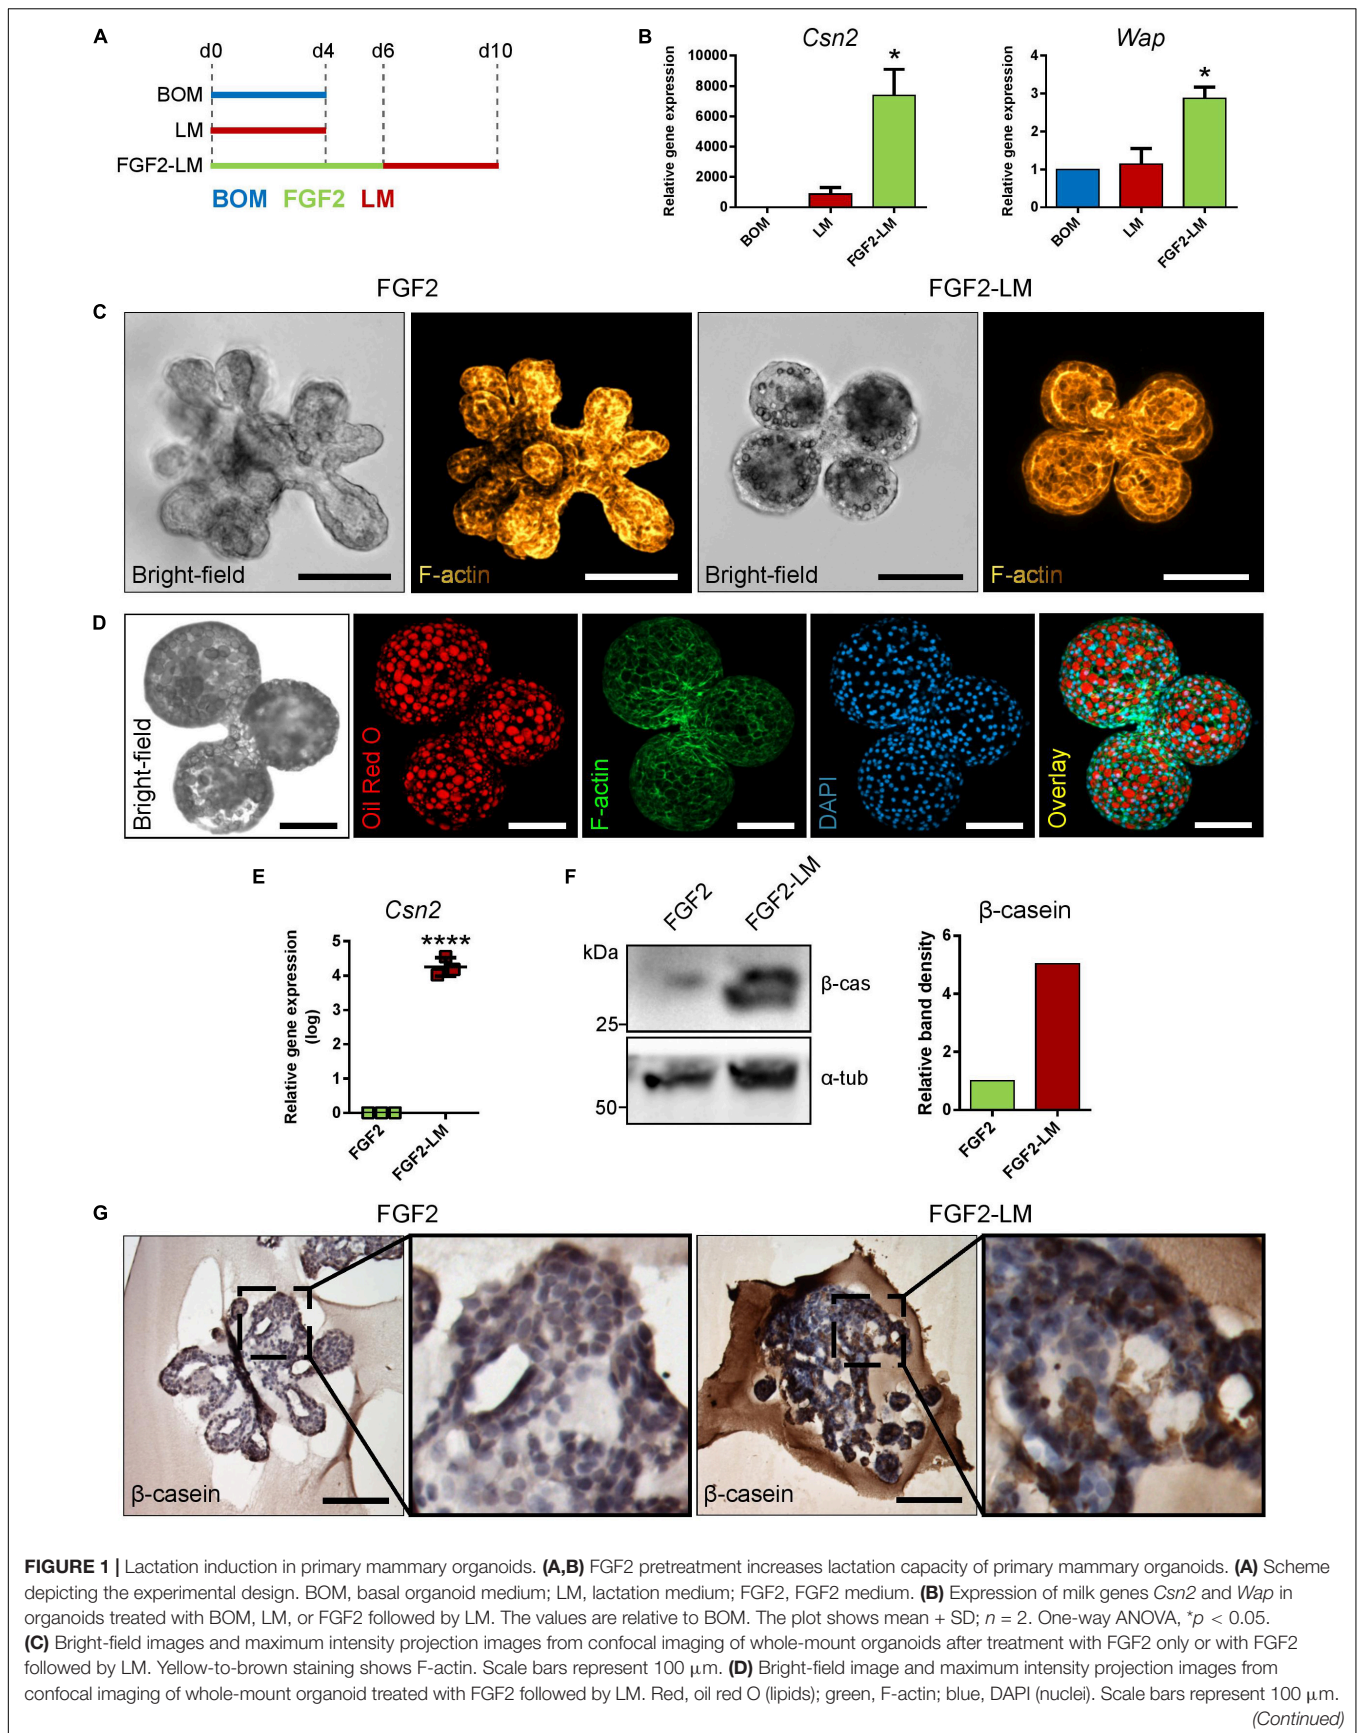 A
d0 d4 d6 d10
BOM
LM
FGF2-LM
BOM FGF2 LM
B
Csn2
Relative gene expression
10000
8000
6000
4000
2000
0
*
BOM LM FGF2-LM
Wap
Relative gene expression
4
3
2
1
0
*
BOM LM FGF2-LM
FGF2 FGF2-LM
C
Bright-field F-actin Bright-field F-actin
D
Bright-field Oil Red O F-actin DAPI Overlay
E
Csn2
Relative gene expression
(log)
5
4
3
2
1
0
****
FGF2 FGF2-LM
F
FGF2 FGF2-LM
kDa
β-cas
25
α-tub
50
β-casein
Relative band density
6
4
2
0
FGF2 FGF2-LM
G
FGF2 FGF2-LM
β-casein β-casein
FIGURE 1 | Lactation induction in primary mammary organoids. (A,B) FGF2 pretreatment increases lactation capacity of primary mammary organoids. (A) Scheme
depicting the experimental design. BOM, basal organoid medium; LM, lactation medium; FGF2, FGF2 medium. (B) Expression of milk genes Csn2 and Wap in
organoids treated with BOM, LM, or FGF2 followed by LM. The values are relative to BOM. The plot shows mean + SD; n = 2. One-way ANOVA, *p < 0.05.
(C) Bright-field images and maximum intensity projection images from confocal imaging of whole-mount organoids after treatment with FGF2 only or with FGF2
followed by LM. Yellow-to-brown staining shows F-actin. Scale bars represent 100 μm. (D) Bright-field image and maximum intensity projection images from
confocal imaging of whole-mount organoid treated with FGF2 followed by LM. Red, oil red O (lipids); green, F-actin; blue, DAPI (nuclei). Scale bars represent 100 μm.
(Continued)